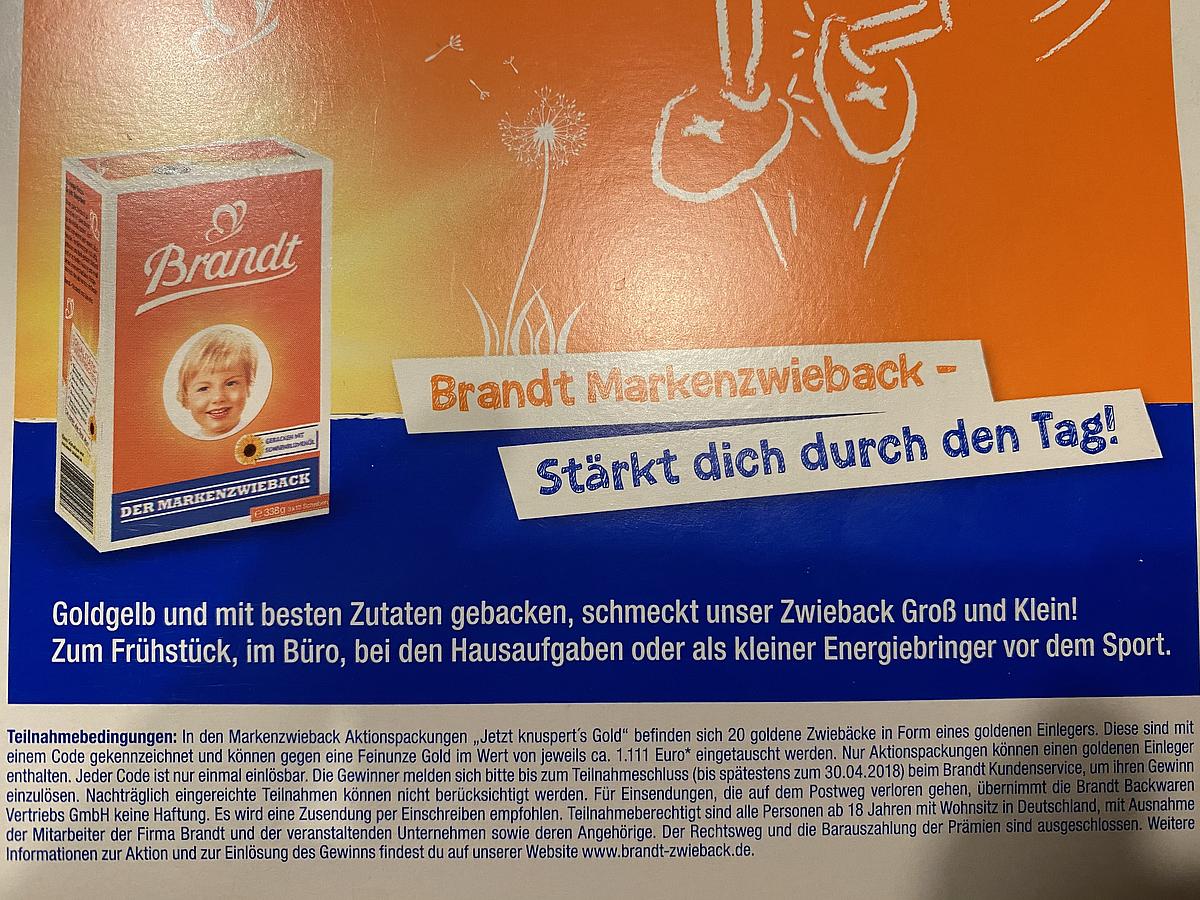 Brandt
GEBACKEN MIT
SONNENBLUMENÖL
DER MARKENZWIEBACK
℮ 338g
Brandt Markenzwieback -
Stärkt dich durch den Tag!
Goldgelb und mit besten Zutaten gebacken, schmeckt unser Zwieback Groß und Klein!
Zum Frühstück, im Büro, bei den Hausaufgaben oder als kleiner Energiebringer vor dem Sport.
Teilnahmebedingungen: In den Markenzwieback Aktionspackungen „Jetzt knuspert´s Gold“ befinden sich 20 goldene Zwiebäcke in Form eines goldenen Einlegers. Diese sind mit
einem Code gekennzeichnet und können gegen eine Feinunze Gold im Wert von jeweils ca. 1.111 Euro* eingetauscht werden. Nur Aktionspackungen können einen goldenen Einleger
enthalten. Jeder Code ist nur einmal einlösbar. Die Gewinner melden sich bitte bis zum Teilnahmeschluss (bis spätestens zum 30.04.2018) beim Brandt Kundenservice, um ihren Gewinn
einzulösen. Nachträglich eingereichte Teilnahmen können nicht berücksichtigt werden. Für Einsendungen, die auf dem Postweg verloren gehen, übernimmt die Brandt Backwaren
Vertriebs GmbH keine Haftung. Es wird eine Zusendung per Einschreiben empfohlen. Teilnahmeberechtigt sind alle Personen ab 18 Jahren mit Wohnsitz in Deutschland, mit Ausnahme
der Mitarbeiter der Firma Brandt und der veranstaltenden Unternehmen sowie deren Angehörige. Der Rechtsweg und die Barauszahlung der Prämien sind ausgeschlossen. Weitere
Informationen zur Aktion und zur Einlösung des Gewinns findest du auf unserer Website www.brandt-zwieback.de.